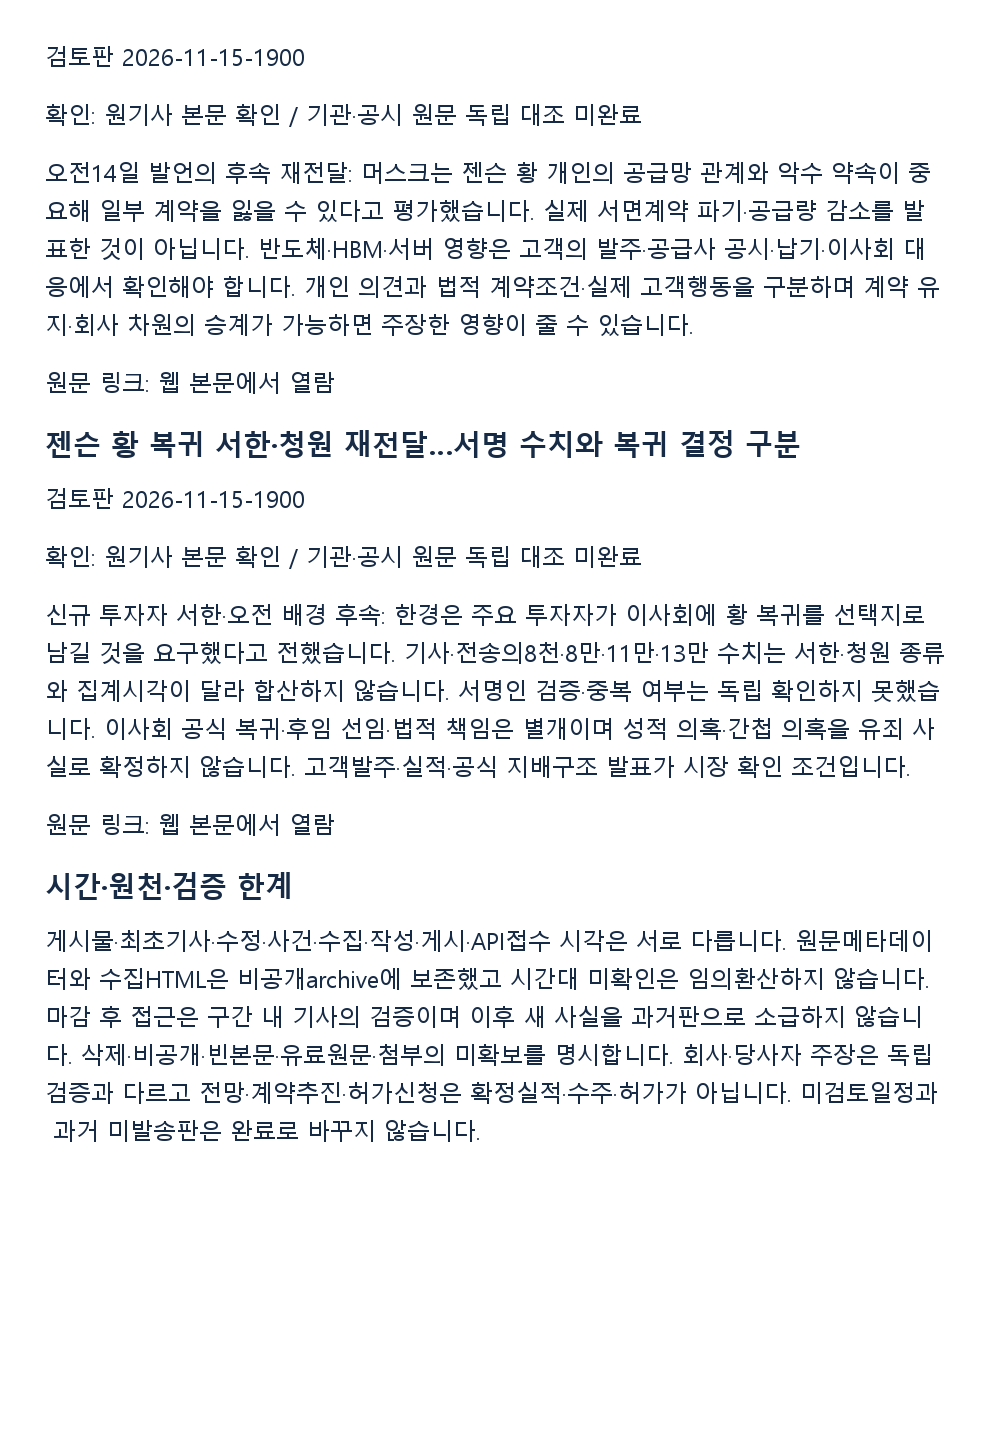 검토판 2026-11-15-1900
확인: 원기사 본문 확인 / 기관·공시 원문 독립 대조 미완료
오전14일 발언의 후속 재전달: 머스크는 젠슨 황 개인의 공급망 관계와 악수 약속이 중
요해 일부 계약을 잃을 수 있다고 평가했습니다. 실제 서면계약 파기·공급량 감소를 발
표한 것이 아닙니다. 반도체·HBM·서버 영향은 고객의 발주·공급사 공시·납기·이사회 대
응에서 확인해야 합니다. 개인 의견과 법적 계약조건·실제 고객행동을 구분하며 계약 유
지·회사 차원의 승계가 가능하면 주장한 영향이 줄 수 있습니다.
원문 링크: 웹 본문에서 열람
젠슨 황 복귀 서한·청원 재전달…서명 수치와 복귀 결정 구분
검토판 2026-11-15-1900
확인: 원기사 본문 확인 / 기관·공시 원문 독립 대조 미완료
신규 투자자 서한·오전 배경 후속: 한경은 주요 투자자가 이사회에 황 복귀를 선택지로
남길 것을 요구했다고 전했습니다. 기사·전송의8천·8만·11만·13만 수치는 서한·청원 종류
와 집계시각이 달라 합산하지 않습니다. 서명인 검증·중복 여부는 독립 확인하지 못했습
니다. 이사회 공식 복귀·후임 선임·법적 책임은 별개이며 성적 의혹·간첩 의혹을 유죄 사
실로 확정하지 않습니다. 고객발주·실적·공식 지배구조 발표가 시장 확인 조건입니다.
원문 링크: 웹 본문에서 열람
시간·원천·검증 한계
게시물·최초기사·수정·사건·수집·작성·게시·API접수 시각은 서로 다릅니다. 원문메타데이
터와 수집HTML은 비공개archive에 보존했고 시간대 미확인은 임의환산하지 않습니다.
마감 후 접근은 구간 내 기사의 검증이며 이후 새 사실을 과거판으로 소급하지 않습니
다. 삭제·비공개·빈본문·유료원문·첨부의 미확보를 명시합니다. 회사·당사자 주장은 독립
검증과 다르고 전망·계약추진·허가신청은 확정실적·수주·허가가 아닙니다. 미검토일정과
과거 미발송판은 완료로 바꾸지 않습니다.